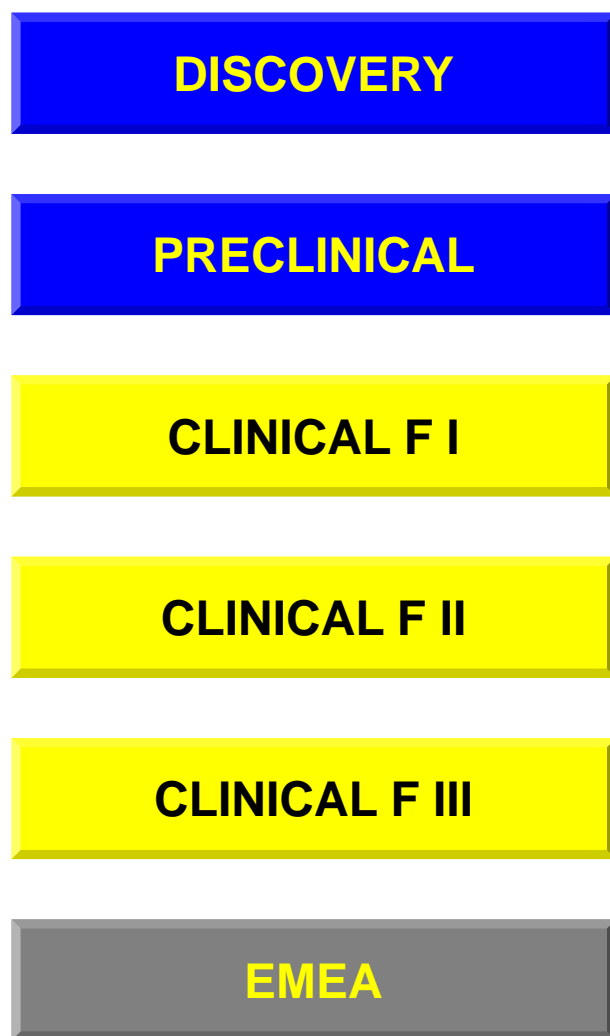 DISCOVERY
PRECLINICAL
CLINICAL F I
CLINICAL F II
CLINICAL F III
EMEA